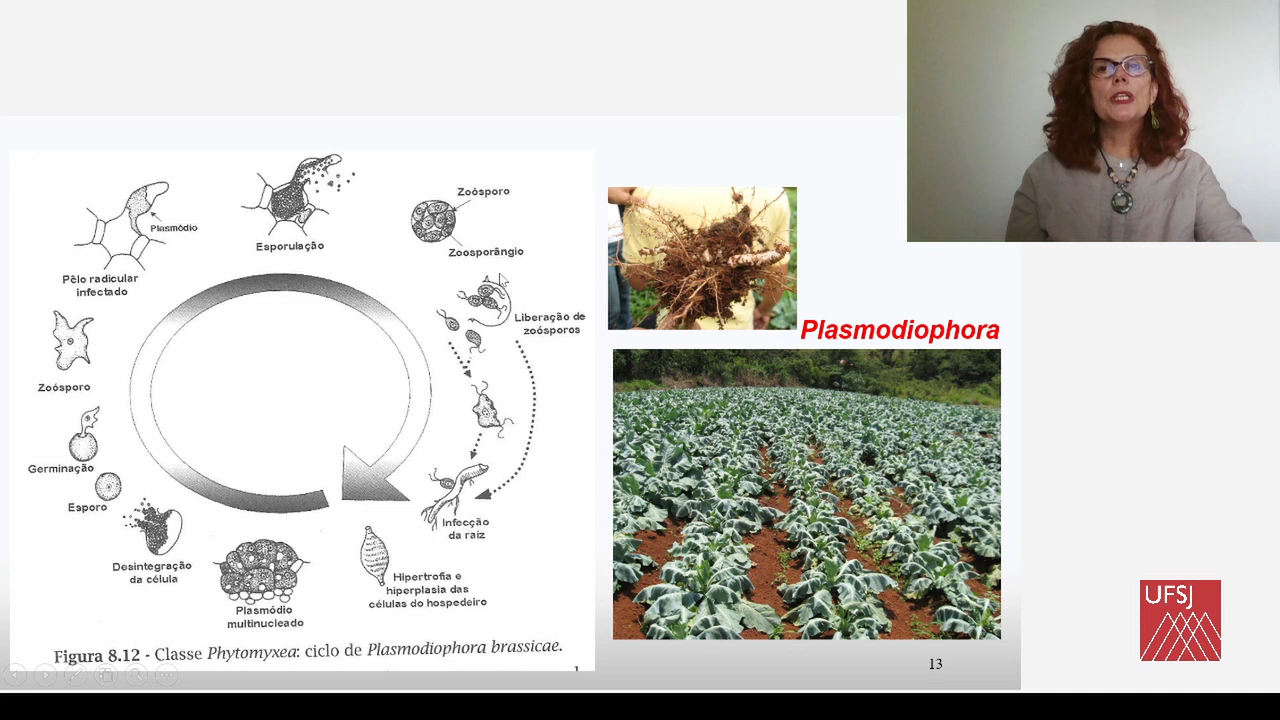 Plasmódio
Pêlo radicular
infectado
Esporulação
Zoósporo
Zoosporângio
Liberação de
zoósporos
Zoósporo
Germinação
Esporo
Desintegração
da célula
Plasmódio
multinucleado
Hipertrofia e
hiperplasia das
células do hospedeiro
Infecção
da raiz
Figura 8.12 - Classe Phytomyxea: ciclo de Plasmodiophora brassicae.
Plasmodiophora
13
UFSJ